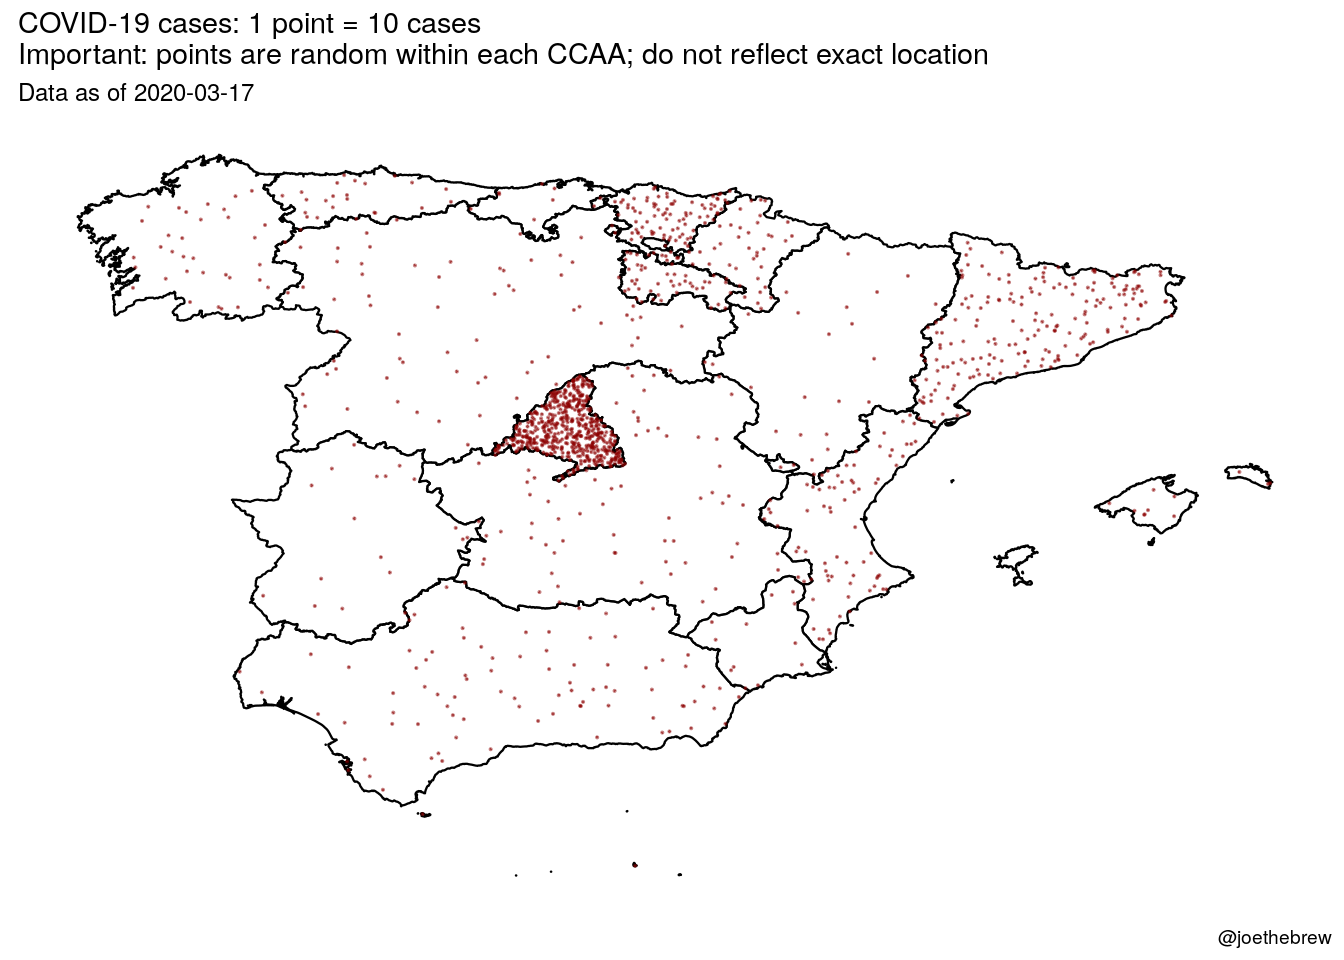 COVID-19 cases: 1 point = 10 cases
Important: points are random within each CCAA; do not reflect exact location
Data as of 2020-03-17
@joethebrew